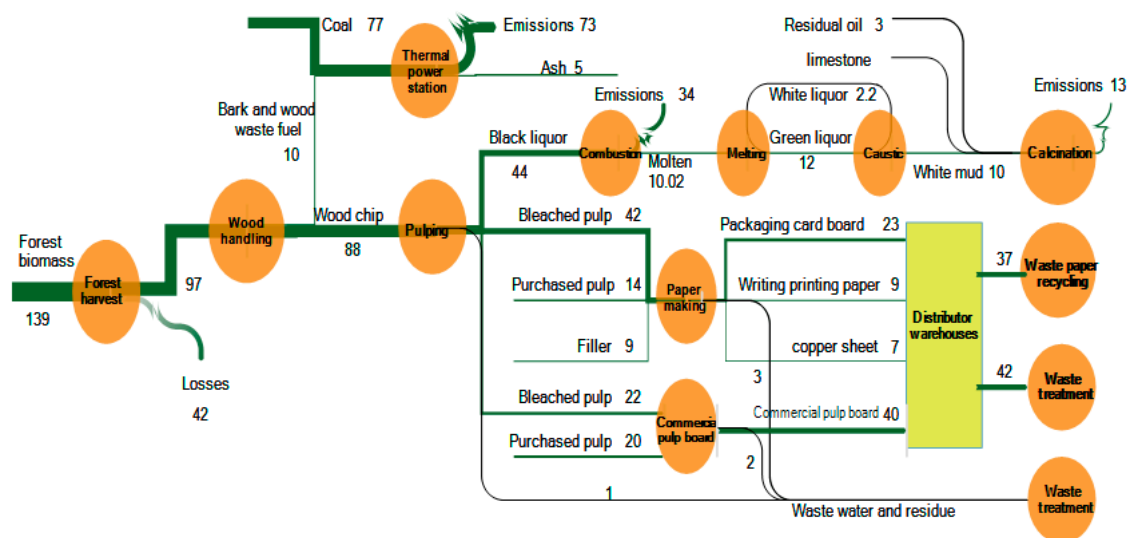 Coal 77
Emissions 73
Residual oil 3
Thermal
power
station
Ash 5
limestone
Emissions 13
Bark and wood
waste fuel
10
Emissions 34
White liquor 2.2
Black liquor
Green liquor
Combustion
Melting
Caustic
Calcination
44
Molten
10.02
12
White mud 10
Wood
handling
Wood chip
88
Pulping
Bleached pulp 42
Packaging card board 23
Forest
biomass
Forest
harvest
97
139
Purchased pulp 14
Paper
making
Writing printing paper 9
Distributor
warehouses
37
Waste paper
recycling
Filler 9
copper sheet 7
Losses
42
3
42
Waste
treatment
Bleached pulp 22
Commercia
pulp board
Commercial pulp board 40
Purchased pulp 20
2
1
Waste water and residue
Waste
treatment